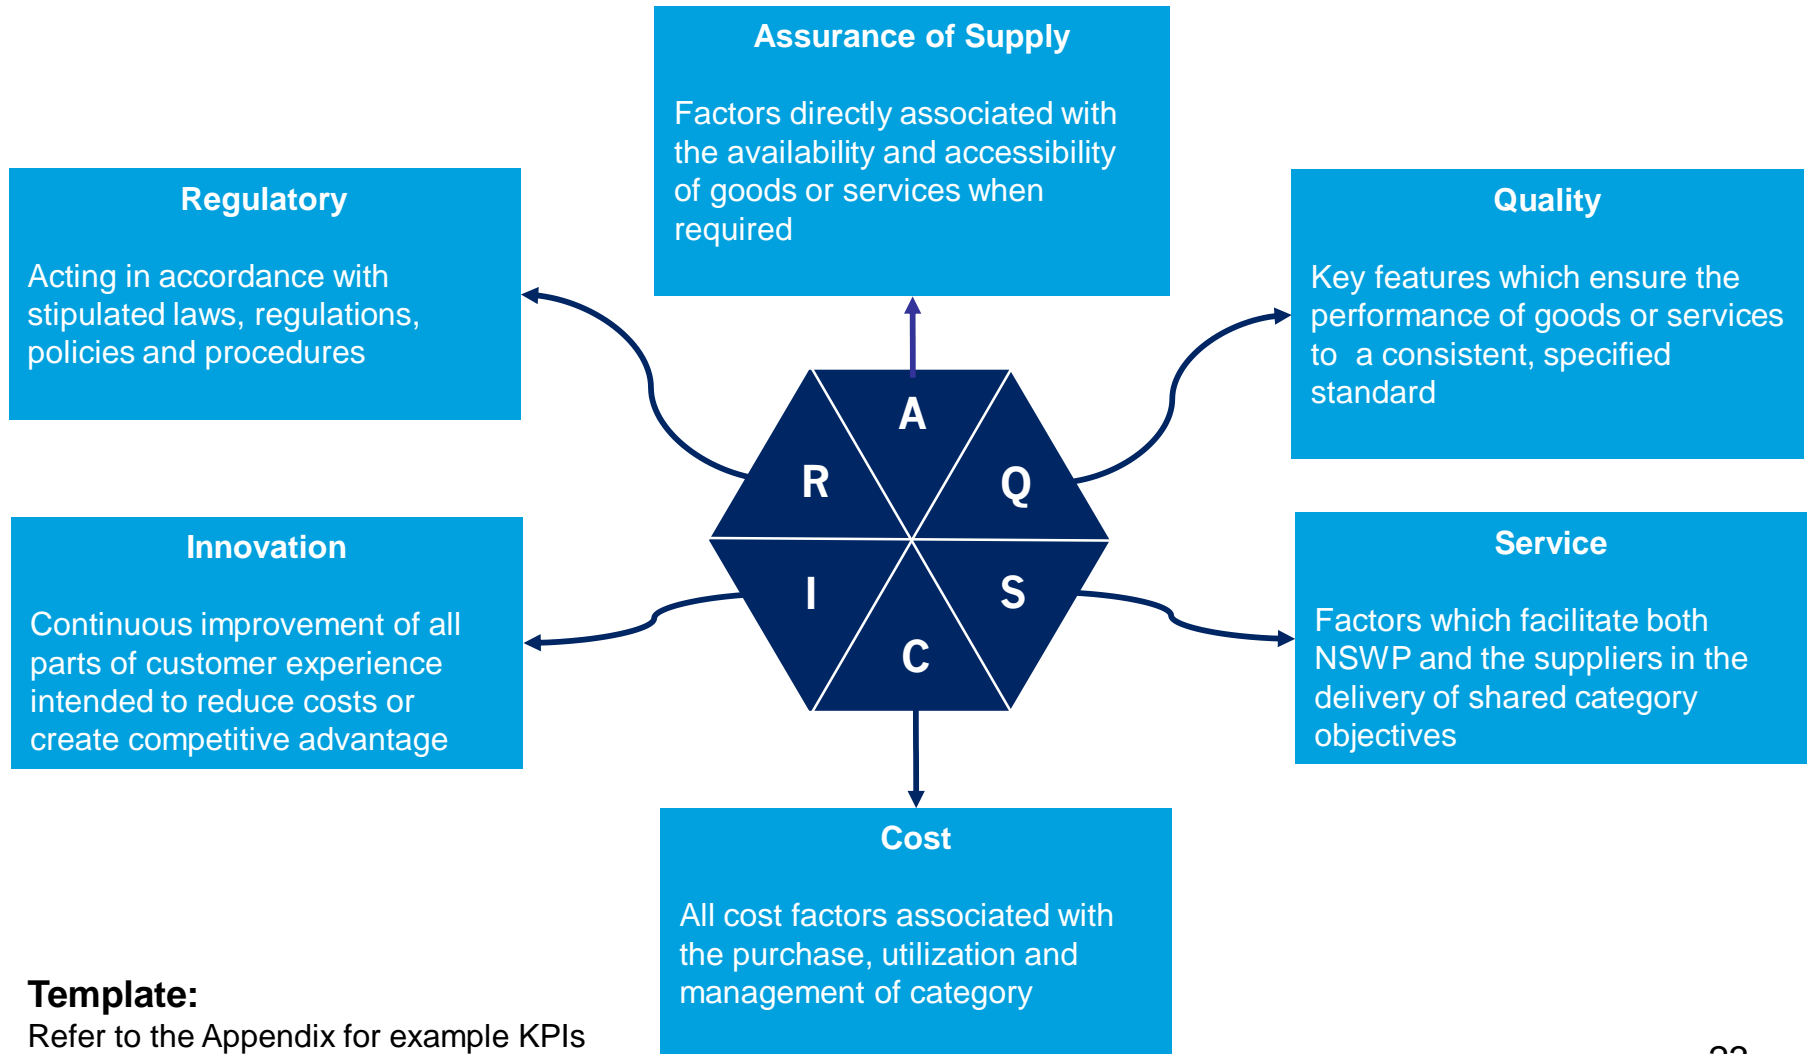 Assurance of Supply
Factors directly associated with
the availability and accessibility
of goods or services when
required
Regulatory
Acting in accordance with
stipulated laws, regulations,
policies and procedures
Quality
Key features which ensure the
performance of goods or services
to a consistent, specified
standard
A
R
Q
I
S
C
Innovation
Continuous improvement of all
parts of customer experience
intended to reduce costs or
create competitive advantage
Service
Factors which facilitate both
NSWP and the suppliers in the
delivery of shared category
objectives
Cost
All cost factors associated with
the purchase, utilization and
management of category
Template:
Refer to the Appendix for example KPIs